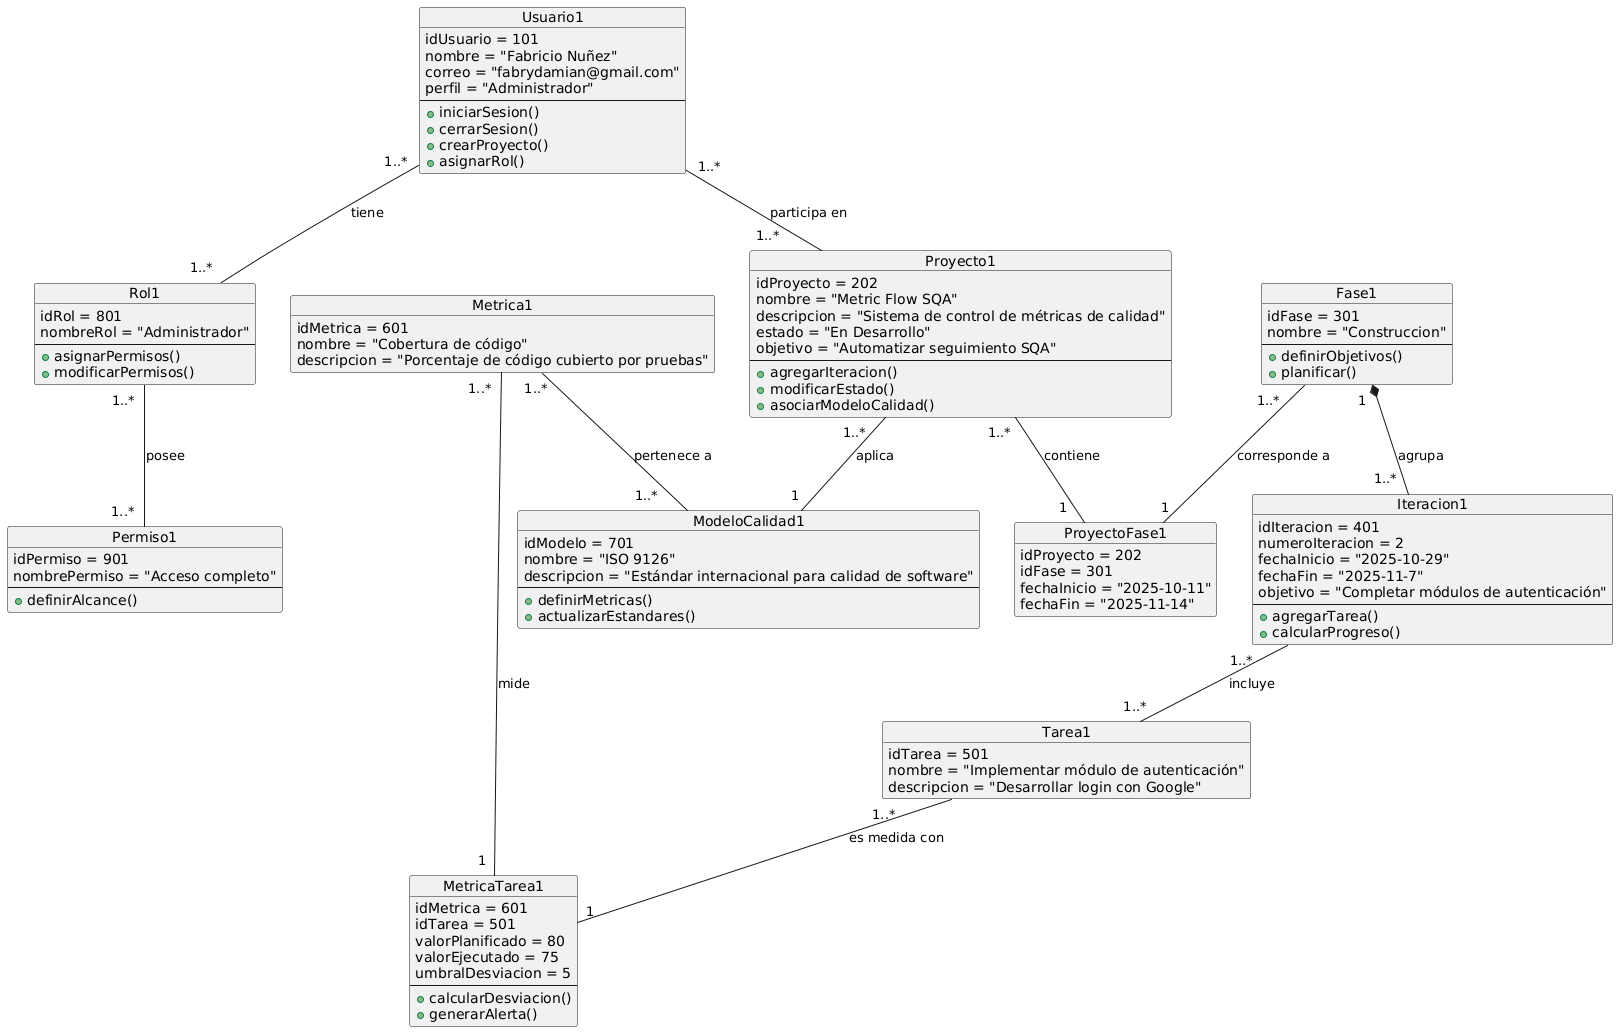 Usuario1
idUsuario = 101
nombre = "Fabricio Nuñez"
correo = "fabrydamian@gmail.com"
perfil = "Administrador"
iniciarSesion()
cerrarSesion()
crearProyecto()
asignarRol()
1..*
1..*
tiene
participa en
1..*
1..*
Rol1
idRol = 801
nombreRol = "Administrador"
asignarPermisos()
modificarPermisos()
Metrica1
idMetrica = 601
nombre = "Cobertura de código"
descripcion = "Porcentaje de código cubierto por pruebas"
Proyecto1
idProyecto = 202
nombre = "Metric Flow SQA"
descripcion = "Sistema de control de métricas de calidad"
estado = "En Desarrollo"
objetivo = "Automatizar seguimiento SQA"
agregarIteracion()
modificarEstado()
asociarModeloCalidad()
Fase1
idFase = 301
nombre = "Construccion"
definirObjetivos()
planificar()
1..*
1..*
1..*
1..*
1..*
1..*
1
posee
pertenece a
aplica
contiene
corresponde a
agrupa
1..*
1..*
1
1
1
1..*
Permiso1
idPermiso = 901
nombrePermiso = "Acceso completo"
definirAlcance()
ModeloCalidad1
idModelo = 701
nombre = "ISO 9126"
descripcion = "Estándar internacional para calidad de software"
definirMetricas()
actualizarEstandares()
ProyectoFase1
idProyecto = 202
idFase = 301
fechaInicio = "2025-10-11"
fechaFin = "2025-11-14"
Iteracion1
idIteracion = 401
numeroIteracion = 2
fechaInicio = "2025-10-29"
fechaFin = "2025-11-7"
objetivo = "Completar módulos de autenticación"
agregarTarea()
calcularProgreso()
1..*
mide
incluye
1..*
Tarea1
idTarea = 501
nombre = "Implementar módulo de autenticación"
descripcion = "Desarrollar login con Google"
1..*
es medida con
1
1
MetricaTarea1
idMetrica = 601
idTarea = 501
valorPlanificado = 80
valorEjecutado = 75
umbralDesviacion = 5
calcularDesviacion()
generarAlerta()